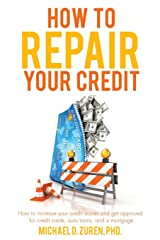 HOW TO
REPAIR
YOUR CREDIT
How to increase your credit scores and get approved
for credit cards, auto loans, and a mortgage
MICHAEL D. ZUREN, PHD.